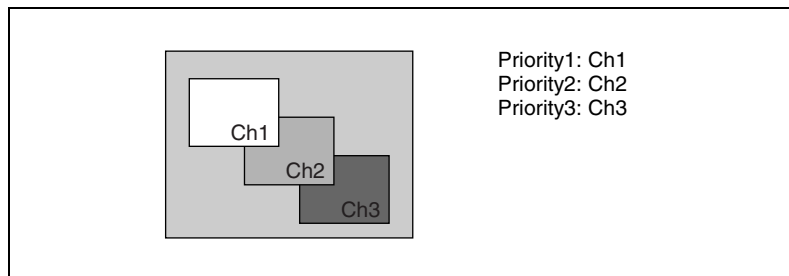 Ch1
Ch2
Ch3
Priority1: Ch1
Priority2: Ch2
Priority3: Ch3